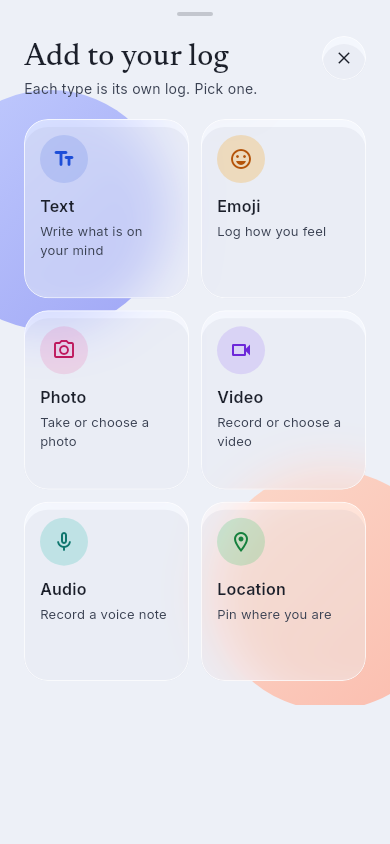 Add to your log
Each type is its own log. Pick one.
Text
Write what is on
your mind
Emoji
Log how you feel
Photo
Take or choose a
photo
Video
Record or choose a
video
Audio
Record a voice note
Location
Pin where you are